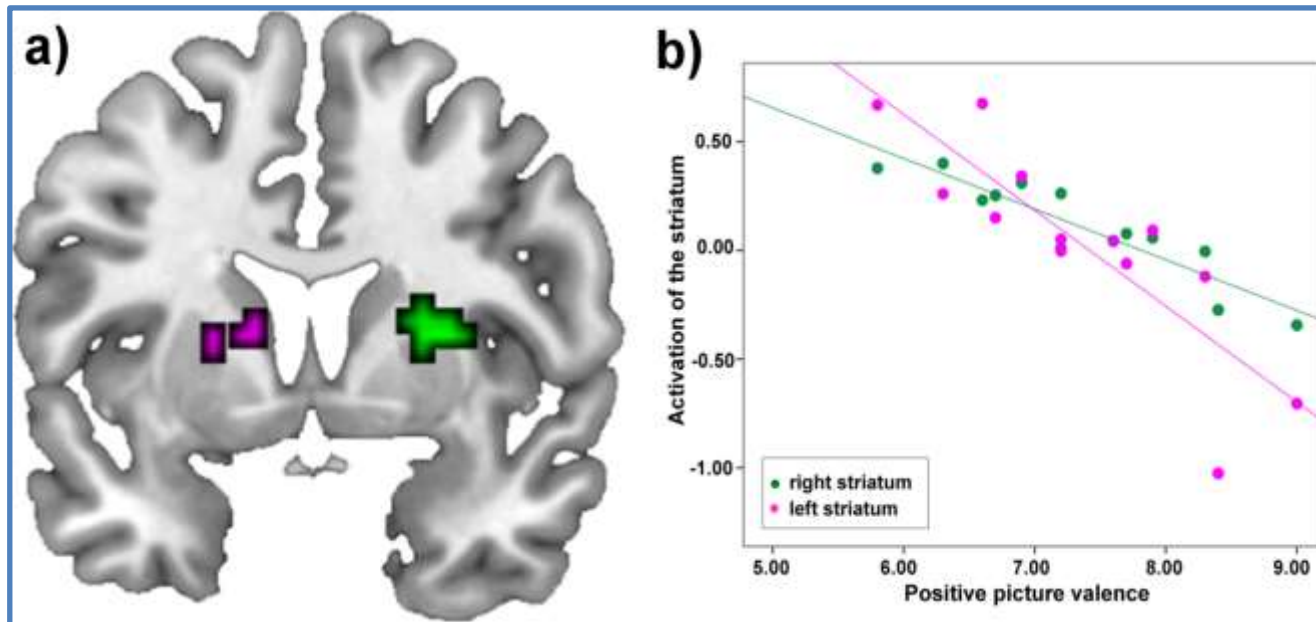 a)
b)
Activation of the striatum
0.50
0.00
-0.50
-1.00
right striatum
left striatum
5.00 6.00 7.00 8.00 9.00
Positive picture valence